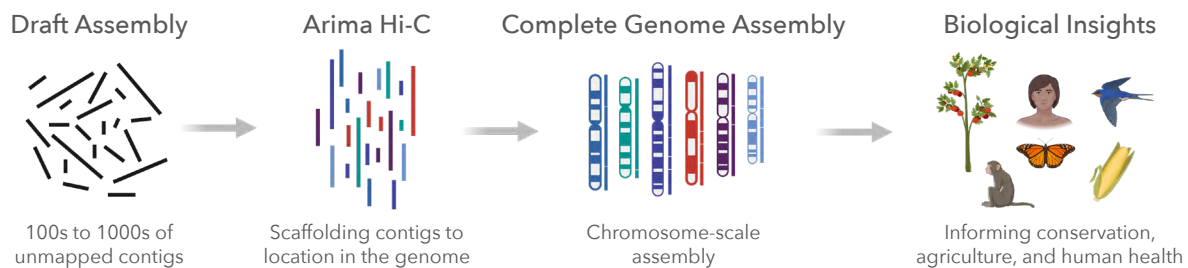 Draft Assembly
Arima Hi-C
Complete Genome Assembly
Biological Insights
100s to 1000s of
unmapped contigs
Scaffolding contigs to
location in the genome
Chromosome-scale
assembly
Informing conservation,
agriculture, and human health